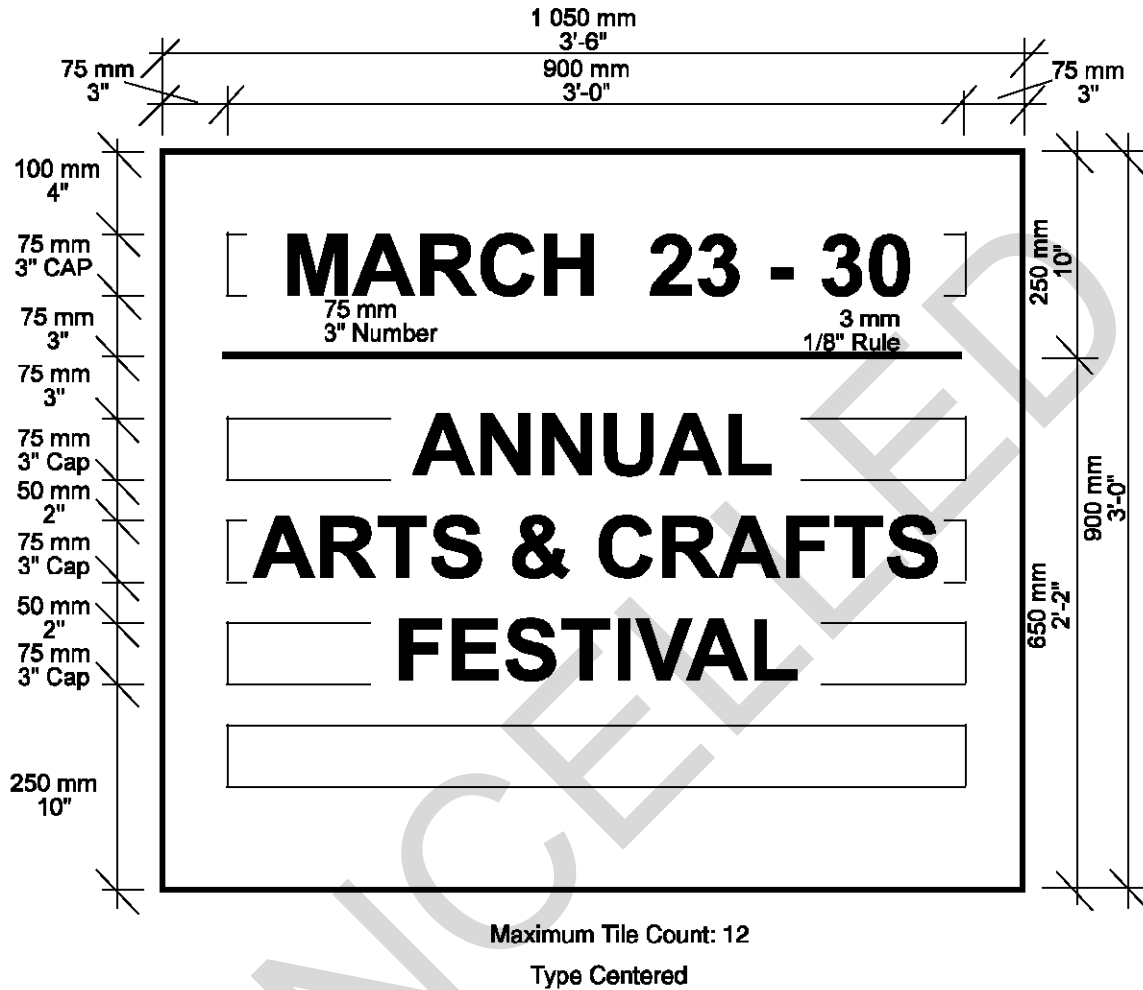 1 050 mm
3'-6"
75 mm
3"
900 mm
3'-0"
75 mm
3"
100 mm
4"
75 mm
3" CAP
MARCH 23 - 30
250 mm
10"
75 mm
3" Number
3 mm
1/8" Rule
75 mm
3"
75 mm
3"
75 mm
3" Cap
ANNUAL
50 mm
2"
900 mm
3'-0"
75 mm
3" Cap
ARTS & CRAFTS
50 mm
2"
650 mm
2'-2"
75 mm
3" Cap
FESTIVAL
250 mm
10"
Maximum Tile Count: 12
Type Centered
NCELLED